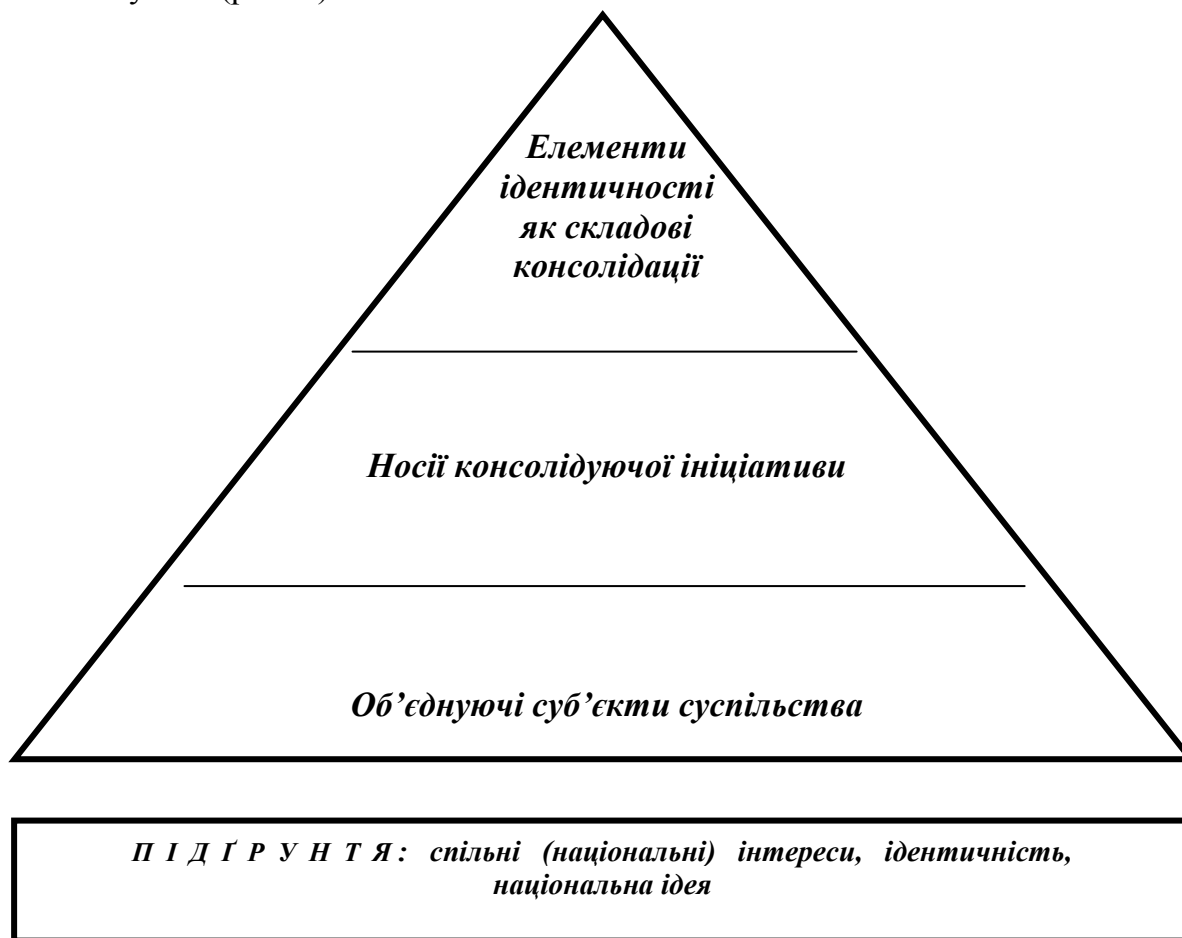 Елементи
ідентичності
як складові
консолідації
Носії консолідуючої ініціативи
Об’єднуючі суб’єкти суспільства
П І Д Ґ Р У Н Т Я : спільні (національні) інтереси, ідентичність,
національна ідея